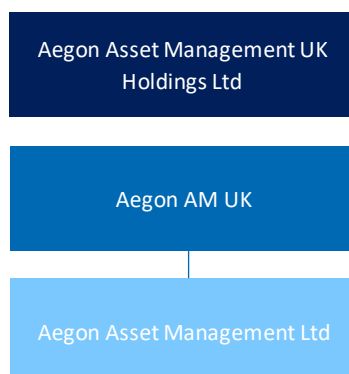 Aegon Asset Management UK
Holdings Ltd
Aegon AM UK
Aegon Asset Management Ltd